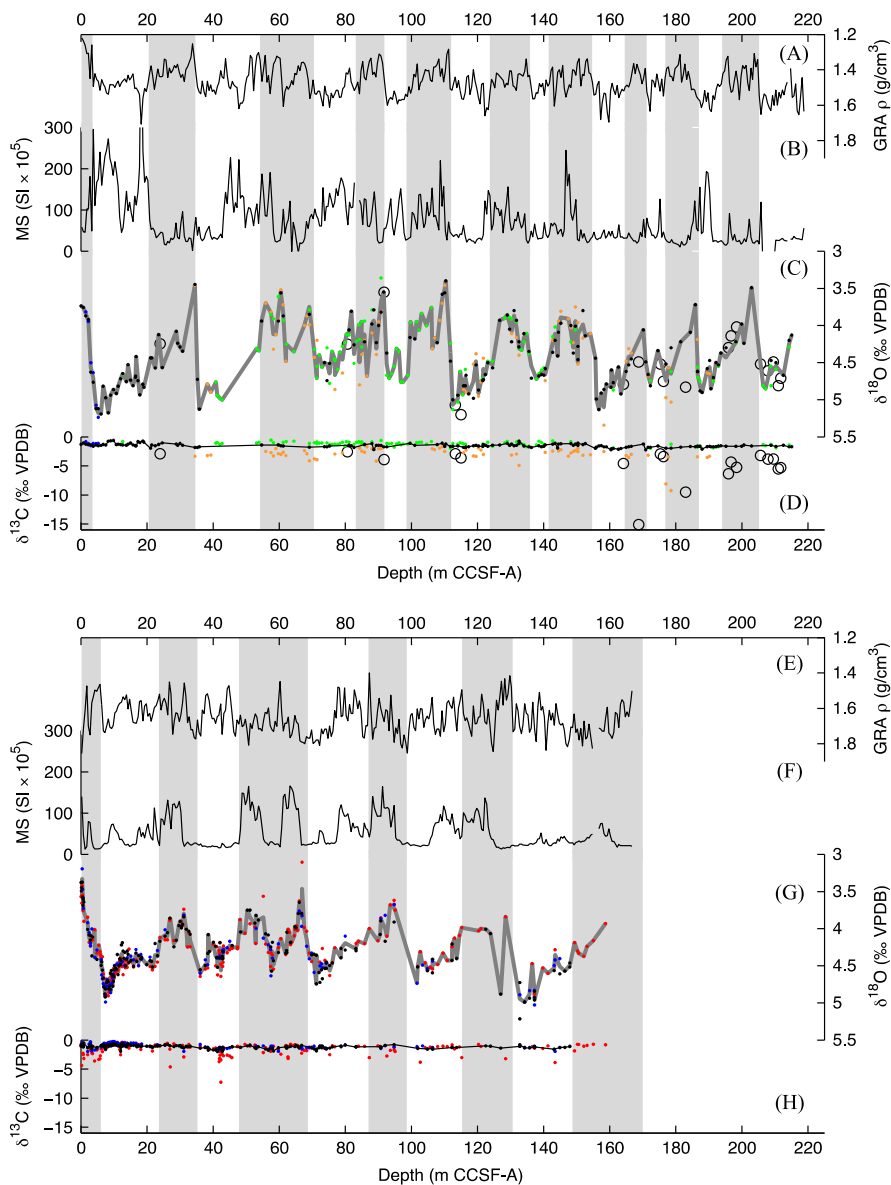 0 20 40 60 80 100 120 140 160 180 200 220
(A)
1.2
1.4
1.6
1.8
GRA ρ (g/cm³)
(B)
300
200
100
0
MS (SI × 10⁵)
(C)
3
3.5
4
4.5
5
5.5
δ¹⁸O (‰ VPDB)
(D)
0
−5
−10
−15
δ¹³C (‰ VPDB)
0 20 40 60 80 100 120 140 160 180 200 220
Depth (m CCSF-A)
0 20 40 60 80 100 120 140 160 180 200 220
(E)
1.2
1.4
1.6
1.8
GRA ρ (g/cm³)
(F)
300
200
100
0
MS (SI × 10⁵)
(G)
3
3.5
4
4.5
5
5.5
δ¹⁸O (‰ VPDB)
(H)
0
−5
−10
−15
δ¹³C (‰ VPDB)
0 20 40 60 80 100 120 140 160 180 200 220
Depth (m CCSF-A)